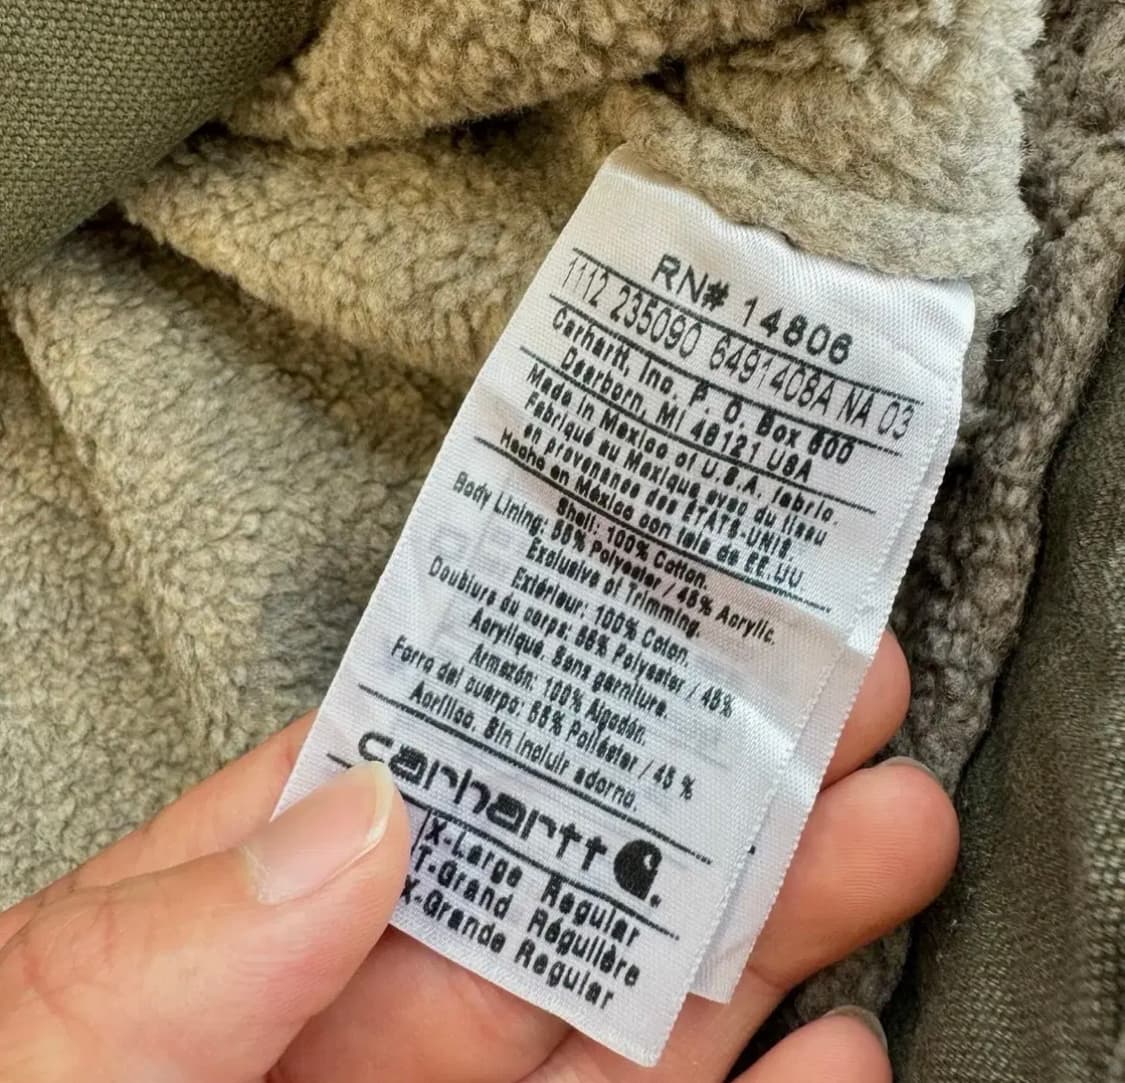 RN# 14806
1112 235090 6491408A NA 03
Carhartt, Inc. P. O. Box 600
Dearborn, MI 48121 USA
Made in Mexico of U.S.A. fabric.
Fabriqué au Mexique avec du tissu
en provenance des ÉTATS-UNIS.
Hecho en México con tela de EE.UU.
Shell: 100% Cotton.
Body Lining: 55% Polyester / 45% Acrylic.
Exclusive of Trimming.
Extérieur: 100% Coton.
Doublure du corps: 55% Polyester / 45%
Acrylique. Sans garniture.
Armazón: 100% Algodón.
Forro del cuerpo: 55% Poliéster / 45 %
Acrílico. Sin incluir adorno.
carhartt
X-Large Regular
T-Grand Régulière
X-Grande Regular